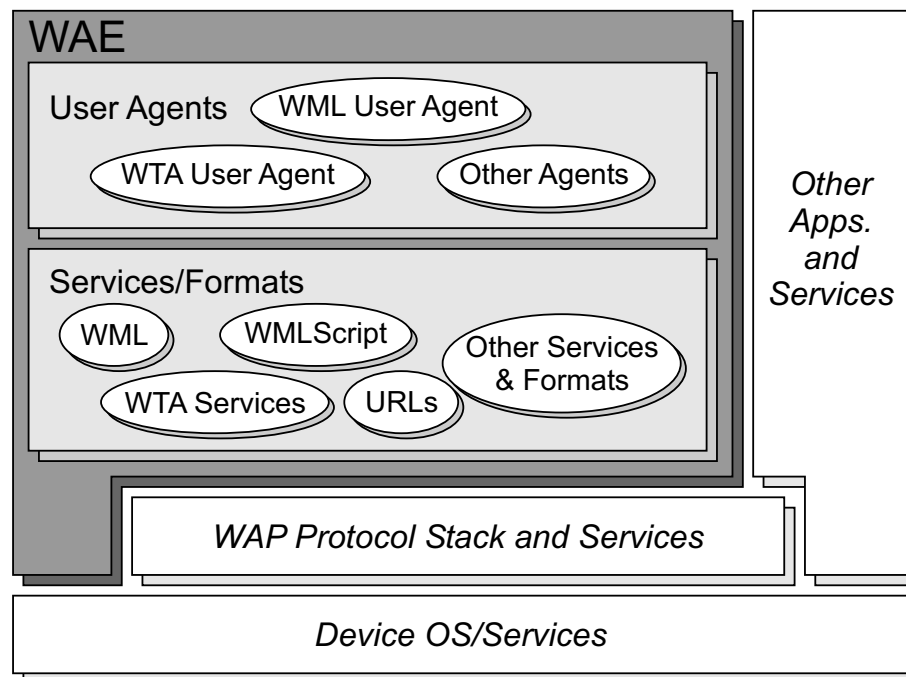 WAE
User Agents
WML User Agent
WTA User Agent
Other Agents
Services/Formats
WML
WMLScript
Other Services
& Formats
WTA Services
URLs
Other
Apps.
and
Services
WAP Protocol Stack and Services
Device OS/Services